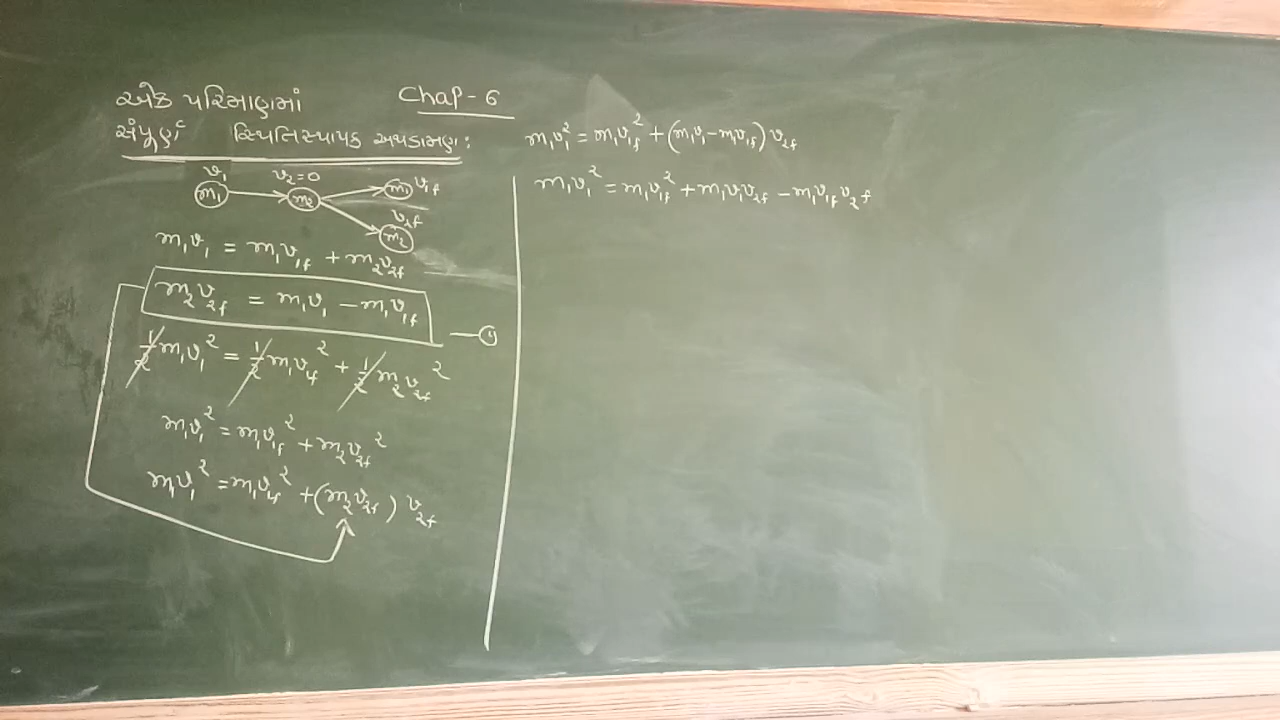 એક પરિમાણમાં Chap-6
સંપૂર્ણ સ્થિતિસ્થાપક અથડામણ:
v₁ v₂=0 m₁ v₁f
m₁ m₂ v₂f
m₂
m₁v₁ = m₁v₁f + m₂v₂f
m₂v₂f = m₁v₁ − m₁v₁f — ①
½m₁v₁² = ½m₁v₁f² + ½m₂v₂f²
m₁v₁² = m₁v₁f² + m₂v₂f²
m₁v₁² = m₁v₁f² + (m₂v₂f) v₂f
m₁v₁² = m₁v₁f² + (m₁v₁ − m₁v₁f) v₂f
m₁v₁² = m₁v₁f² + m₁v₁v₂f − m₁v₁f v₂f